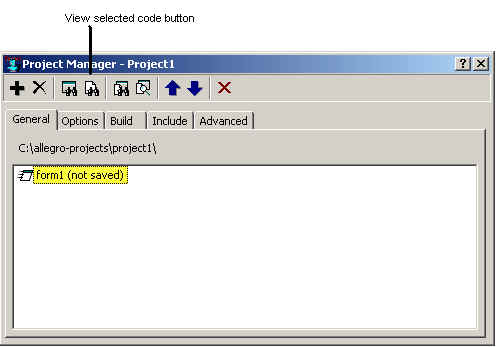 View selected code button
Project Manager - Project1
General Options Build Include Advanced
C:\allegro-projects\project1\
form1 (not saved)